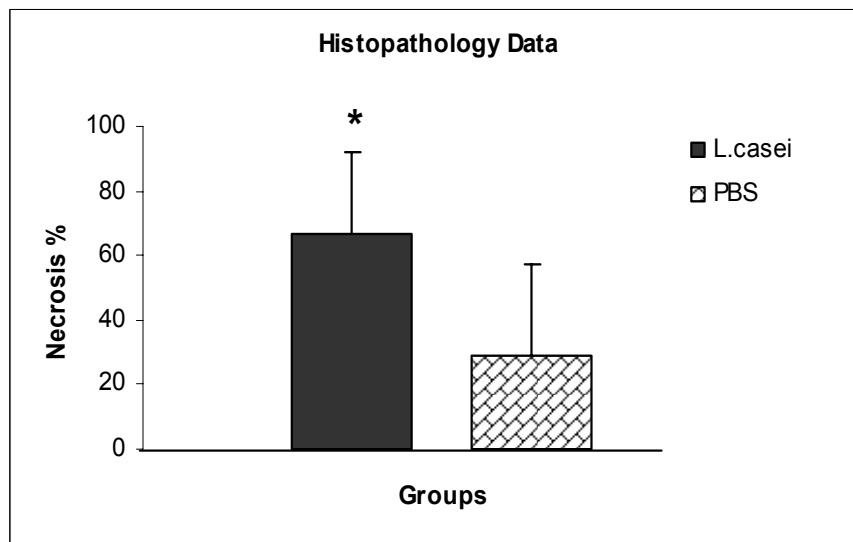 Histopathology Data
*
100
80
60
40
20
0
Necrosis %
Groups
L.casei
PBS